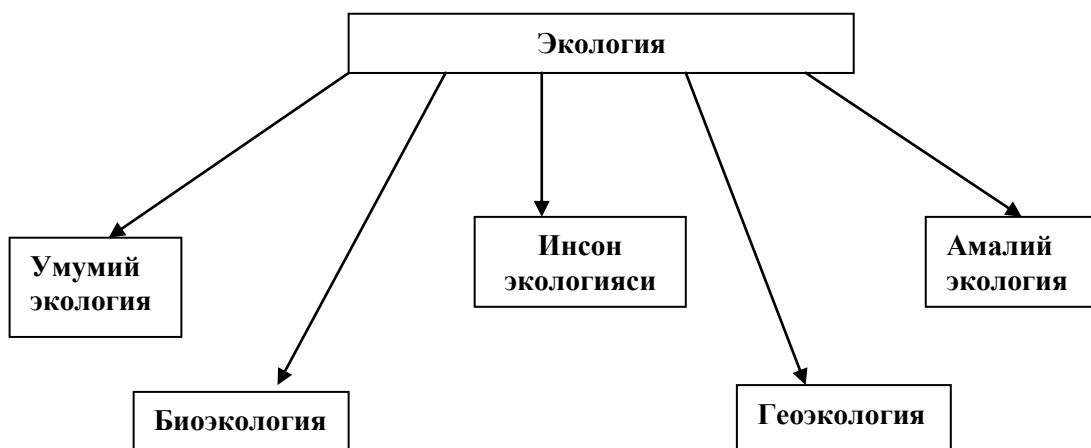 Экология
Умумий
экология
Инсон
экологияси
Амалий
экология
Биоэкология
Геоэкология